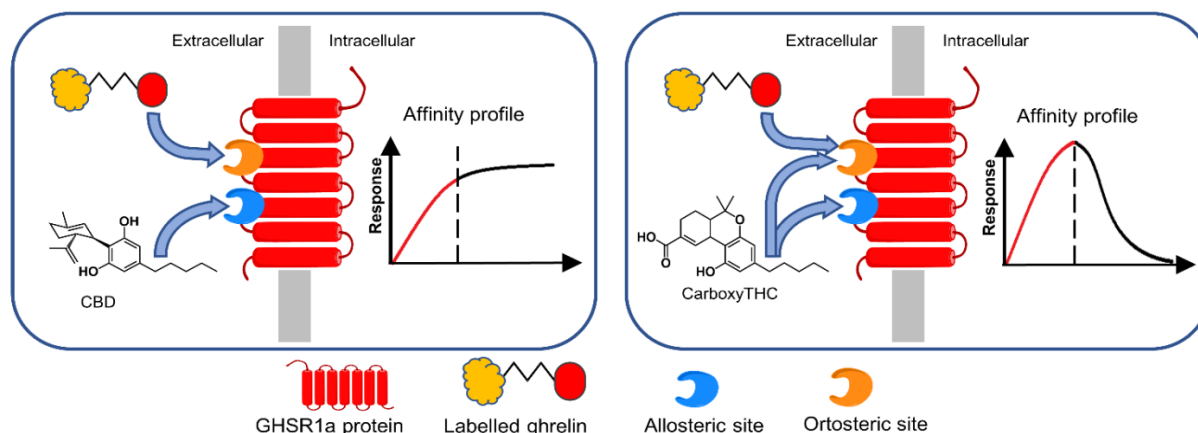 Extracellular Intracellular
Affinity profile
Response
OH
HO
CBD
Extracellular Intracellular
Affinity profile
Response
O
HO
O
HO
CarboxyTHC
GHSR1a protein
Labelled ghrelin
Allosteric site
Ortosteric site